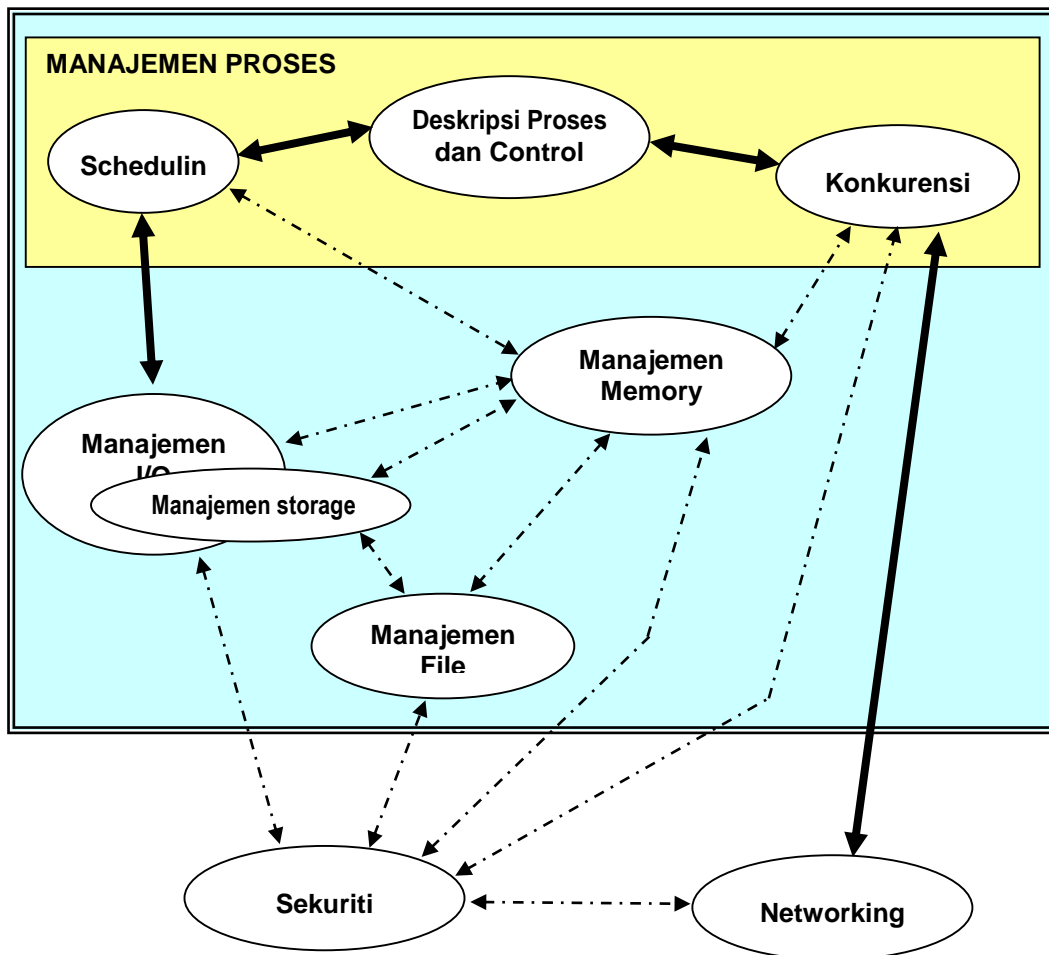 MANAJEMEN PROSES
Deskripsi Proses
dan Control
Schedulin
Konkurensi
Manajemen
Memory
Manajemen
I/O
Manajemen storage
Manajemen
File
Sekuriti
Networking